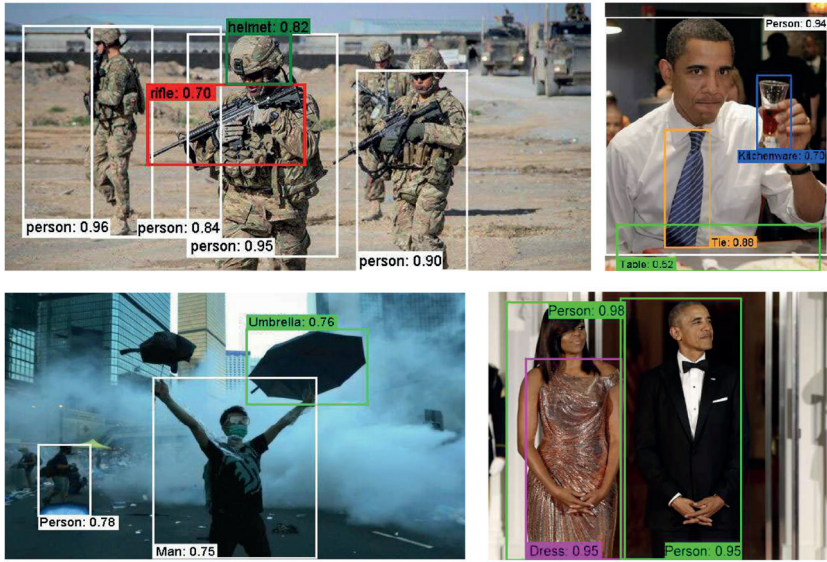 helmet: 0.82
rifle: 0.70
person: 0.96
person: 0.84
person: 0.95
person: 0.90
Person: 0.94
Kitchenware: 0.70
Tie: 0.88
Table: 0.52
Umbrella: 0.76
Person: 0.78
Man: 0.75
Person: 0.98
Dress: 0.95
Person: 0.95